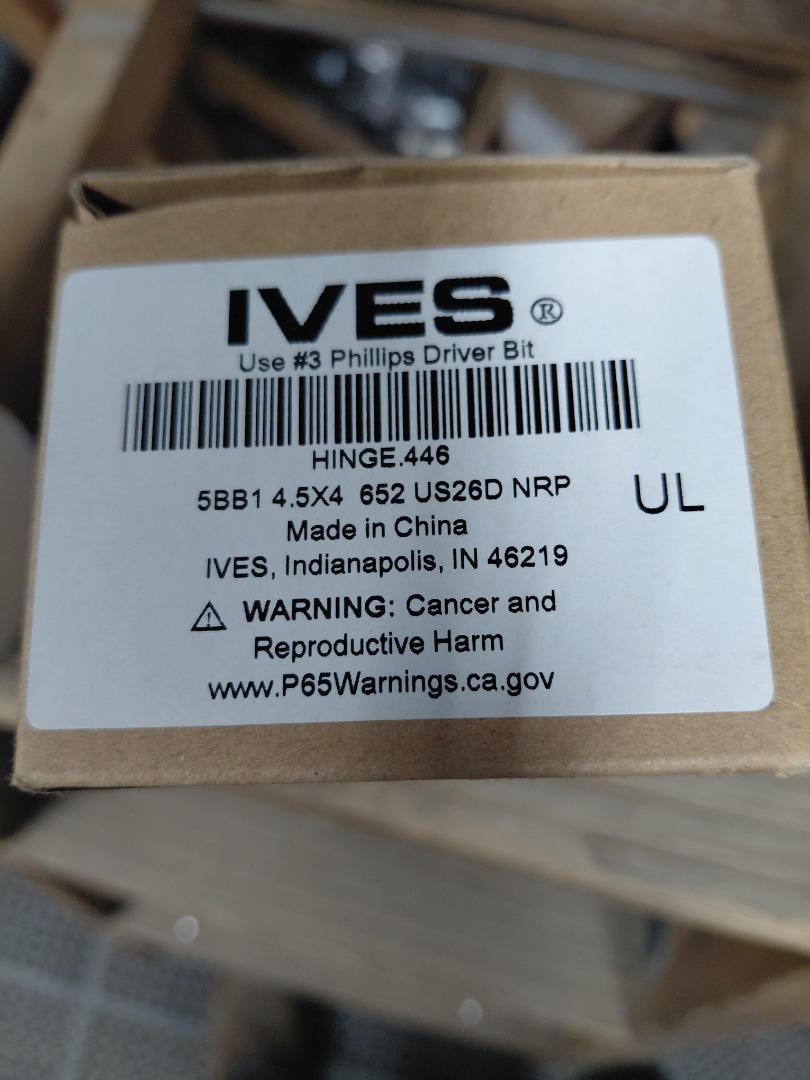 IVES ®
Use #3 Phillips Driver Bit
HINGE.446
5BB1 4.5X4 652 US26D NRP
UL
Made in China
IVES, Indianapolis, IN 46219
⚠ WARNING: Cancer and
Reproductive Harm
www.P65Warnings.ca.gov